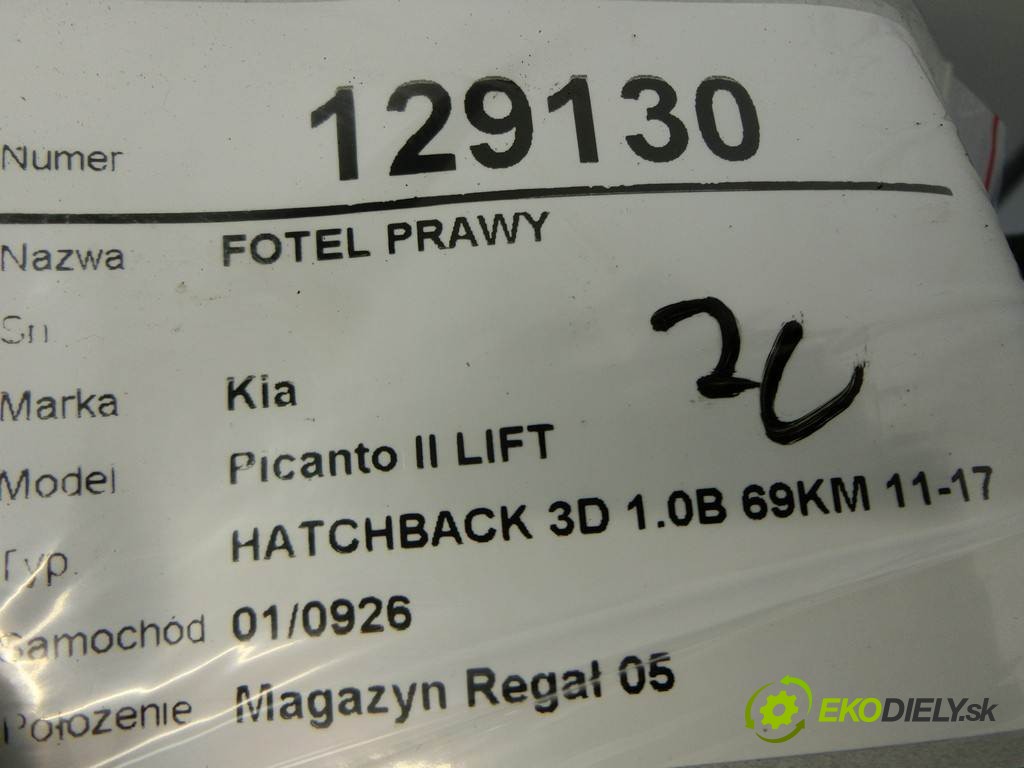 Numer 129130
Nazwa FOTEL PRAWY
Sn
Marka Kia
Model Picanto II LIFT
Typ. HATCHBACK 3D 1.0B 69KM 11-17
Samochód 01/0926
Położenie Magazyn Regał 05
EKODIELY.sk